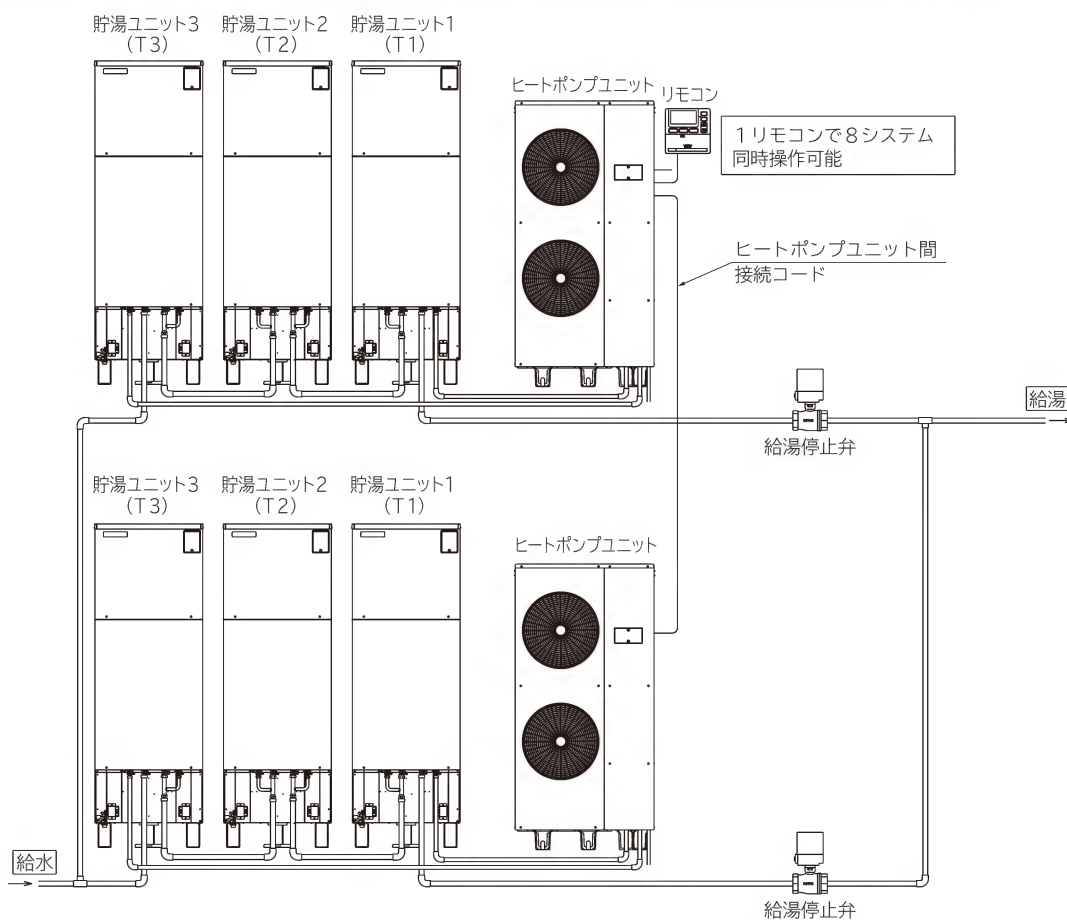 貯湯ユニット3
(T3)
貯湯ユニット2
(T2)
貯湯ユニット1
(T1)
ヒートポンプユニット
リモコン
1リモコンで8システム
同時操作可能
ヒートポンプユニット間
接続コード
給湯
給湯停止弁
貯湯ユニット3
(T3)
貯湯ユニット2
(T2)
貯湯ユニット1
(T1)
ヒートポンプユニット
給水
給湯停止弁